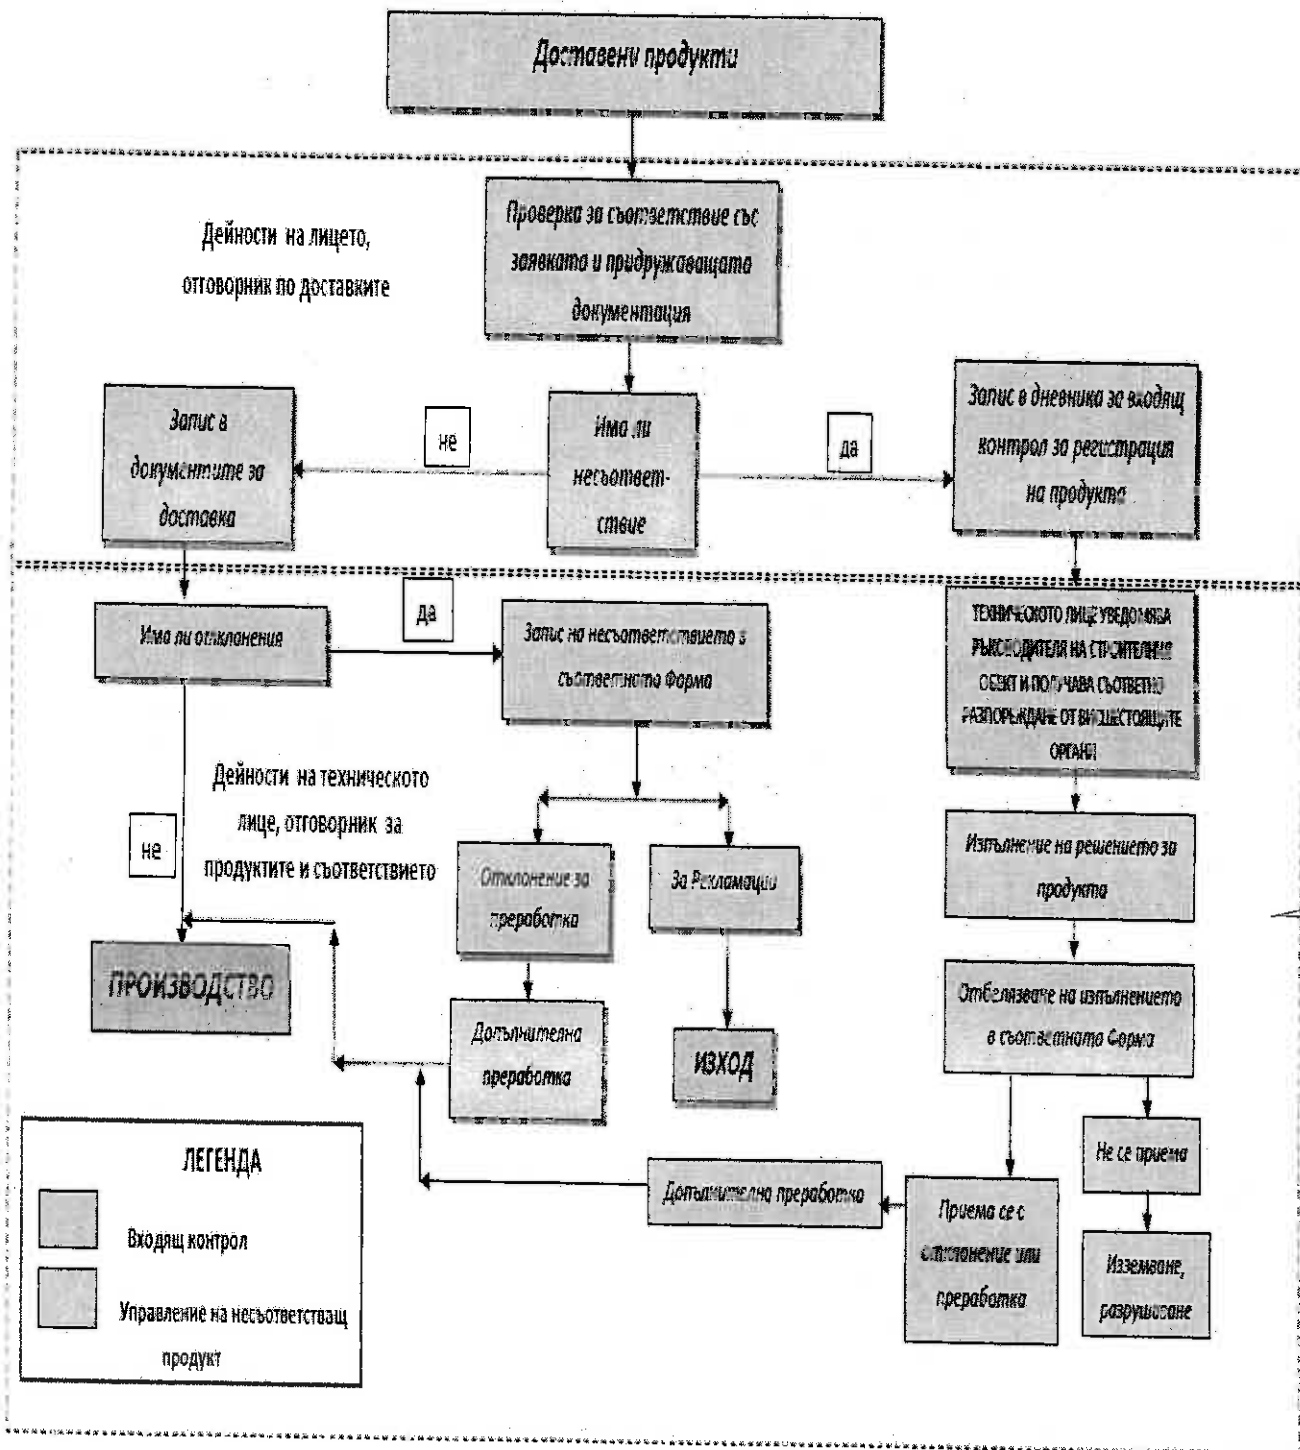 Доставени продукти
Проверка за съответствие със
заявката и придружаващата
документация
Дейности на лицето,
отговорник по доставките
Запис в
документите за
доставка
не
Има ли
несъответ-
ствие
да
Запис в дневника за входящ
контрол за регистрация
на продукта
Има ли отклонения
да
Запис на несъответствието в
съответната Форма
ТЕХНИЧЕСКОТО ЛИЦЕ УВЕДОМЯВА
РЪКОВОДИТЕЛЯ НА СТРОИТЕЛНИЯ
ОБЕКТ И ПОЛУЧАВА СЪОТВЕТНО
РАЗПОРЕЖДАНЕ ОТ ВИСШЕСТОЯЩИТЕ
ОРГАНИ
Дейности на техническото
лице, отговорник за
продуктите и съответствието
не
Отклонение за
преработка
За Рекламации
Изпълнение на решението за
продукта
ПРОИЗВОДСТВО
Допълнителна
преработка
ИЗХОД
Отбелязване на изпълнението
в съответната Форма
Не се приема
Допълнителна преработка
Приема се с
отклонение или
преработка
Изземване,
разрушаване
ЛЕГЕНДА
Входящ контрол
Управление на несъответстващ
продукт